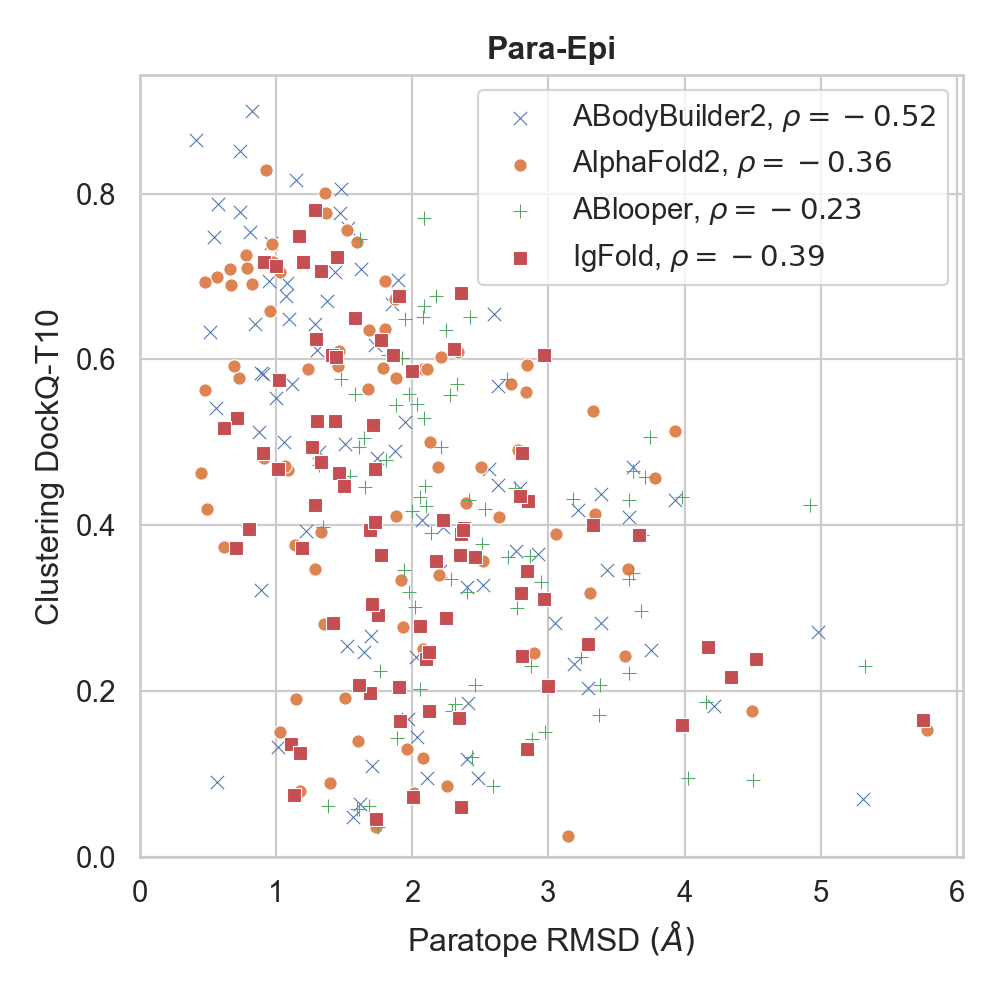 Para-Epi
ABodyBuilder2, ρ = −0.52
AlphaFold2, ρ = −0.36
ABlooper, ρ = −0.23
IgFold, ρ = −0.39
Clustering DockQ-T10
0.8
0.6
0.4
0.2
0.0
0 1 2 3 4 5 6
Paratope RMSD (Å)